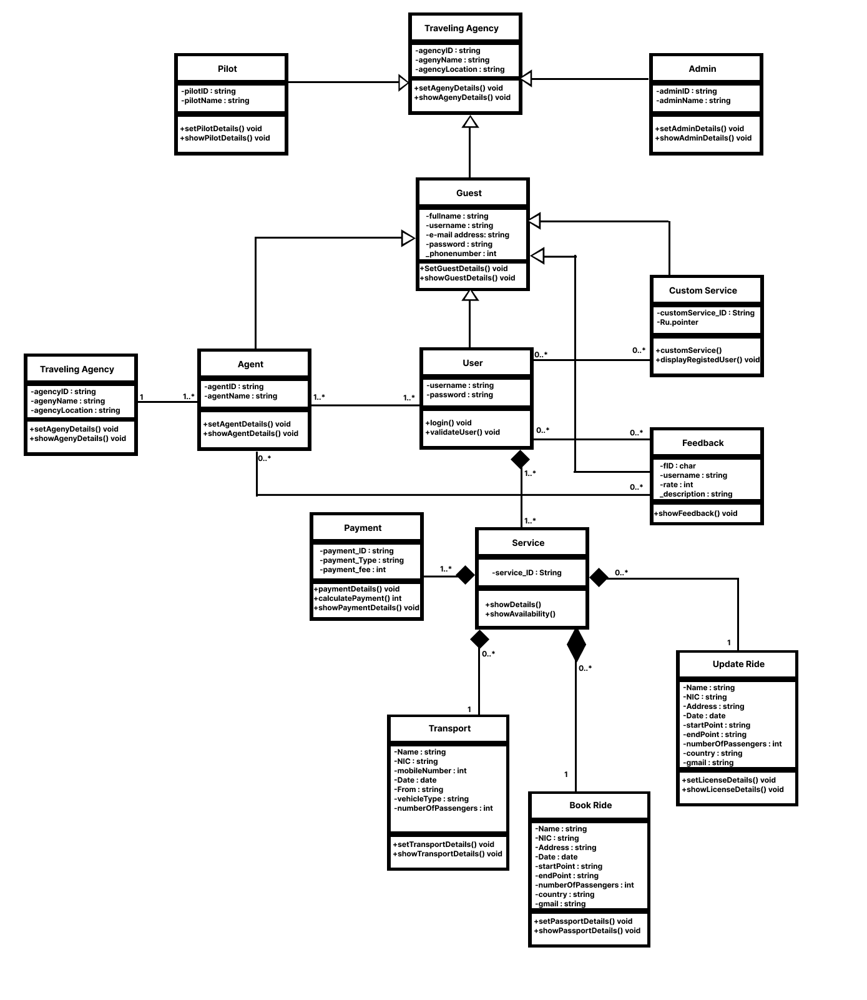 Traveling Agency
-agencyID : string
-agenyName : string
-agencyLocation : string
+setAgenyDetails() void
+showAgenyDetails() void
Pilot
-pilotID : string
-pilotName : string
+setPilotDetails() void
+showPilotDetails() void
Admin
-adminID : string
-adminName : string
+setAdminDetails() void
+showAdminDetails() void
Guest
-fullname : string
-username : string
-e-mail address: string
-password : string
_phonenumber : int
+SetGuestDetails() void
+showGuestDetails() void
Custom Service
-customService_ID : String
-Ru.pointer
+customService()
+displayRegistedUser() void
Traveling Agency
-agencyID : string
-agenyName : string
-agencyLocation : string
+setAgenyDetails() void
+showAgenyDetails() void
1
1..*
Agent
-agentID : string
-agentName : string
+setAgentDetails() void
+showAgentDetails() void
1..*
1..*
0..*
User
-username : string
-password : string
+login() void
+validateUser() void
0..*
0..*
0..*
0..*
0..*
Feedback
-fID : char
-username : string
-rate : int
_description : string
+showFeedback() void
1..*
1..*
Payment
-payment_ID : string
-payment_Type : string
-payment_fee : int
+paymentDetails() void
+calculatePayment() int
+showPaymentDetails() void
1..*
Service
-service_ID : String
+showDetails()
+showAvailability()
0..*
1
0..*
1
0..*
1
Update Ride
-Name : string
-NIC : string
-Address : string
-Date : date
-startPoint : string
-endPoint : string
-numberOfPassengers : int
-country : string
-gmail : string
+setLicenseDetails() void
+showLicenseDetails() void
Transport
-Name : string
-NIC : string
-mobileNumber : int
-Date : date
-From : string
-vehicleType : string
-numberOfPassengers : int
+setTransportDetails() void
+showTransportDetails() void
Book Ride
-Name : string
-NIC : string
-Address : string
-Date : date
-startPoint : string
-endPoint : string
-numberOfPassengers : int
-country : string
-gmail : string
+setPassportDetails() void
+showPassportDetails() void